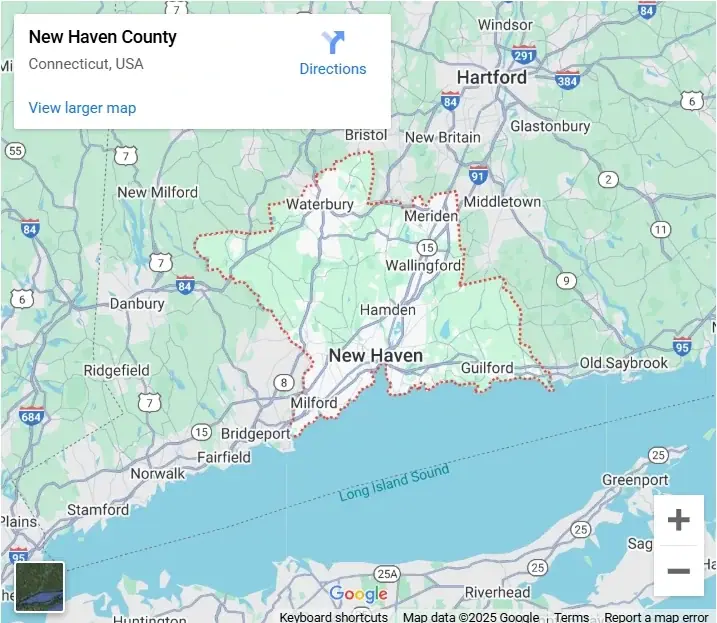 New Haven County
Connecticut, USA
Directions
View larger map
7
Windsor
84
291
Hartford
384
84
6
Bristol
New Britain
Glastonbury
55
7
91
2
New Milford
Waterbury
Meriden
Middletown
84
15
11
Wallingford
7
84
9
6
Danbury
Hamden
New Haven
95
Ridgefield
Guilford
Old Saybrook
8
7
Milford
684
15
Bridgeport
Fairfield
25
Norwalk
Long Island Sound
Greenport
Stamford
Plains
25
95
Sag
25A
25
Google
Riverhead
Huntington
Keyboard shortcuts
Map data ©2025 Google
Terms
Report a map error